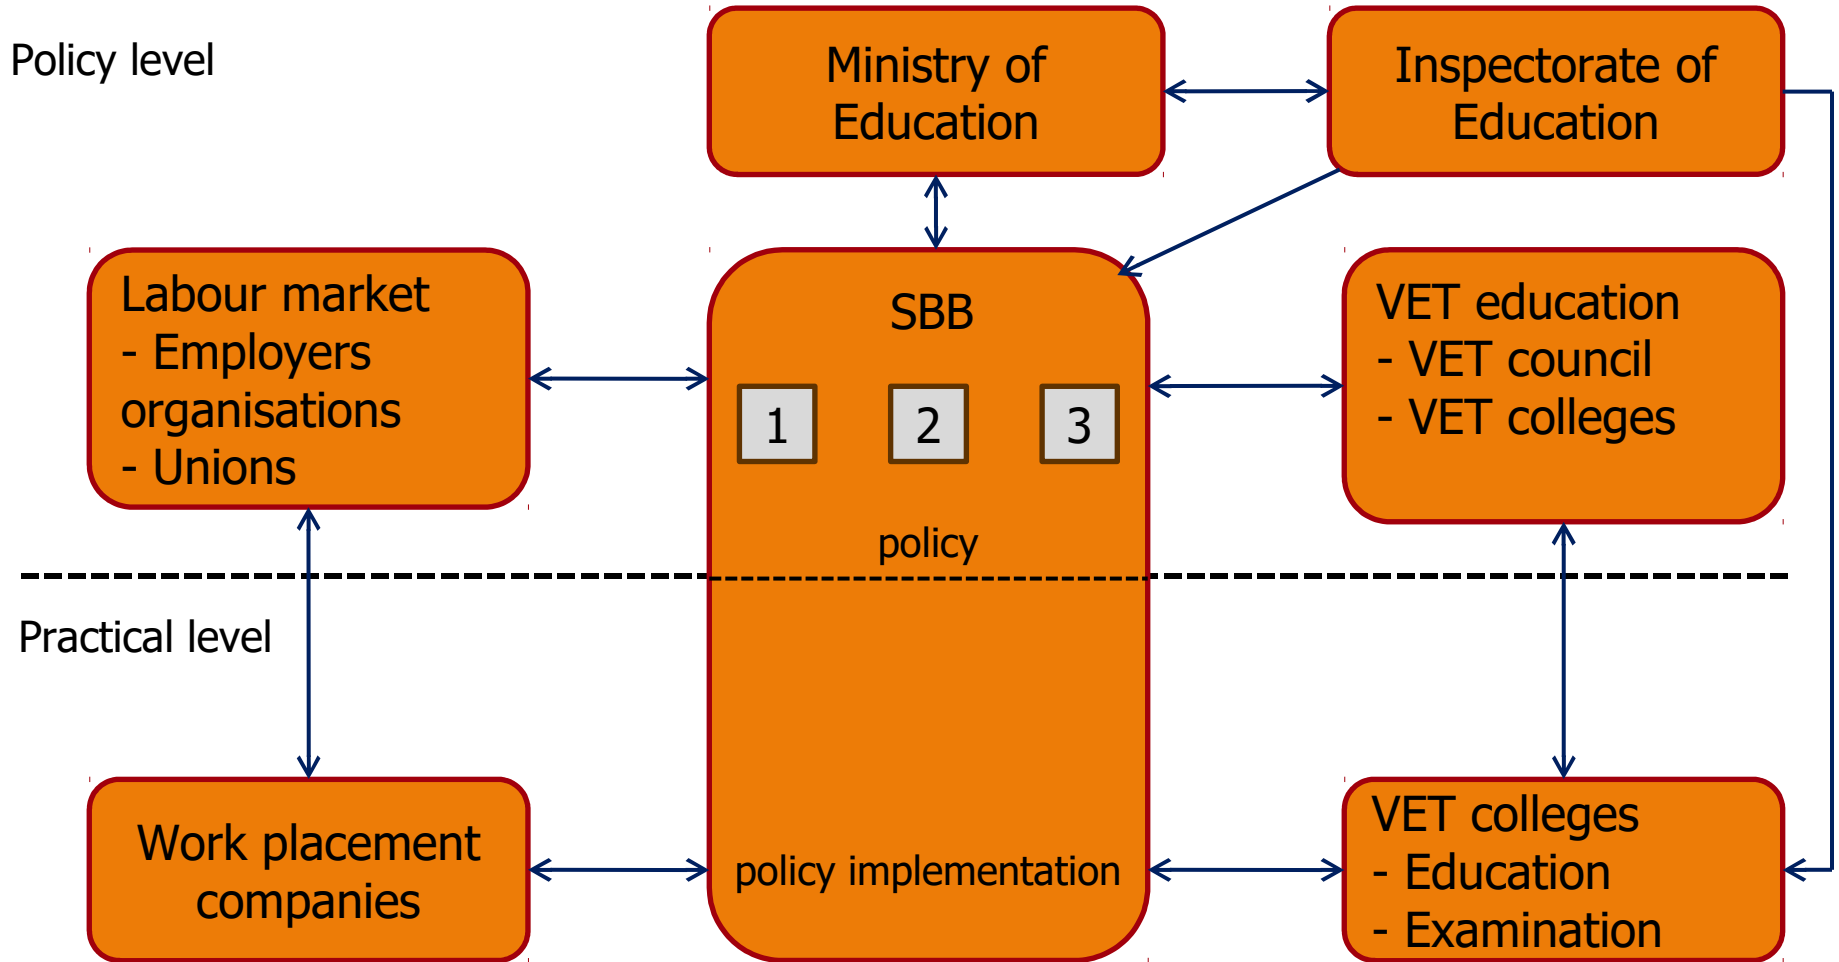 Policy level
Ministry of
Education
Inspectorate of
Education
Labour market
- Employers
organisations
- Unions
SBB
1 2 3
policy
VET education
- VET council
- VET colleges
Practical level
Work placement
companies
policy implementation
VET colleges
- Education
- Examination